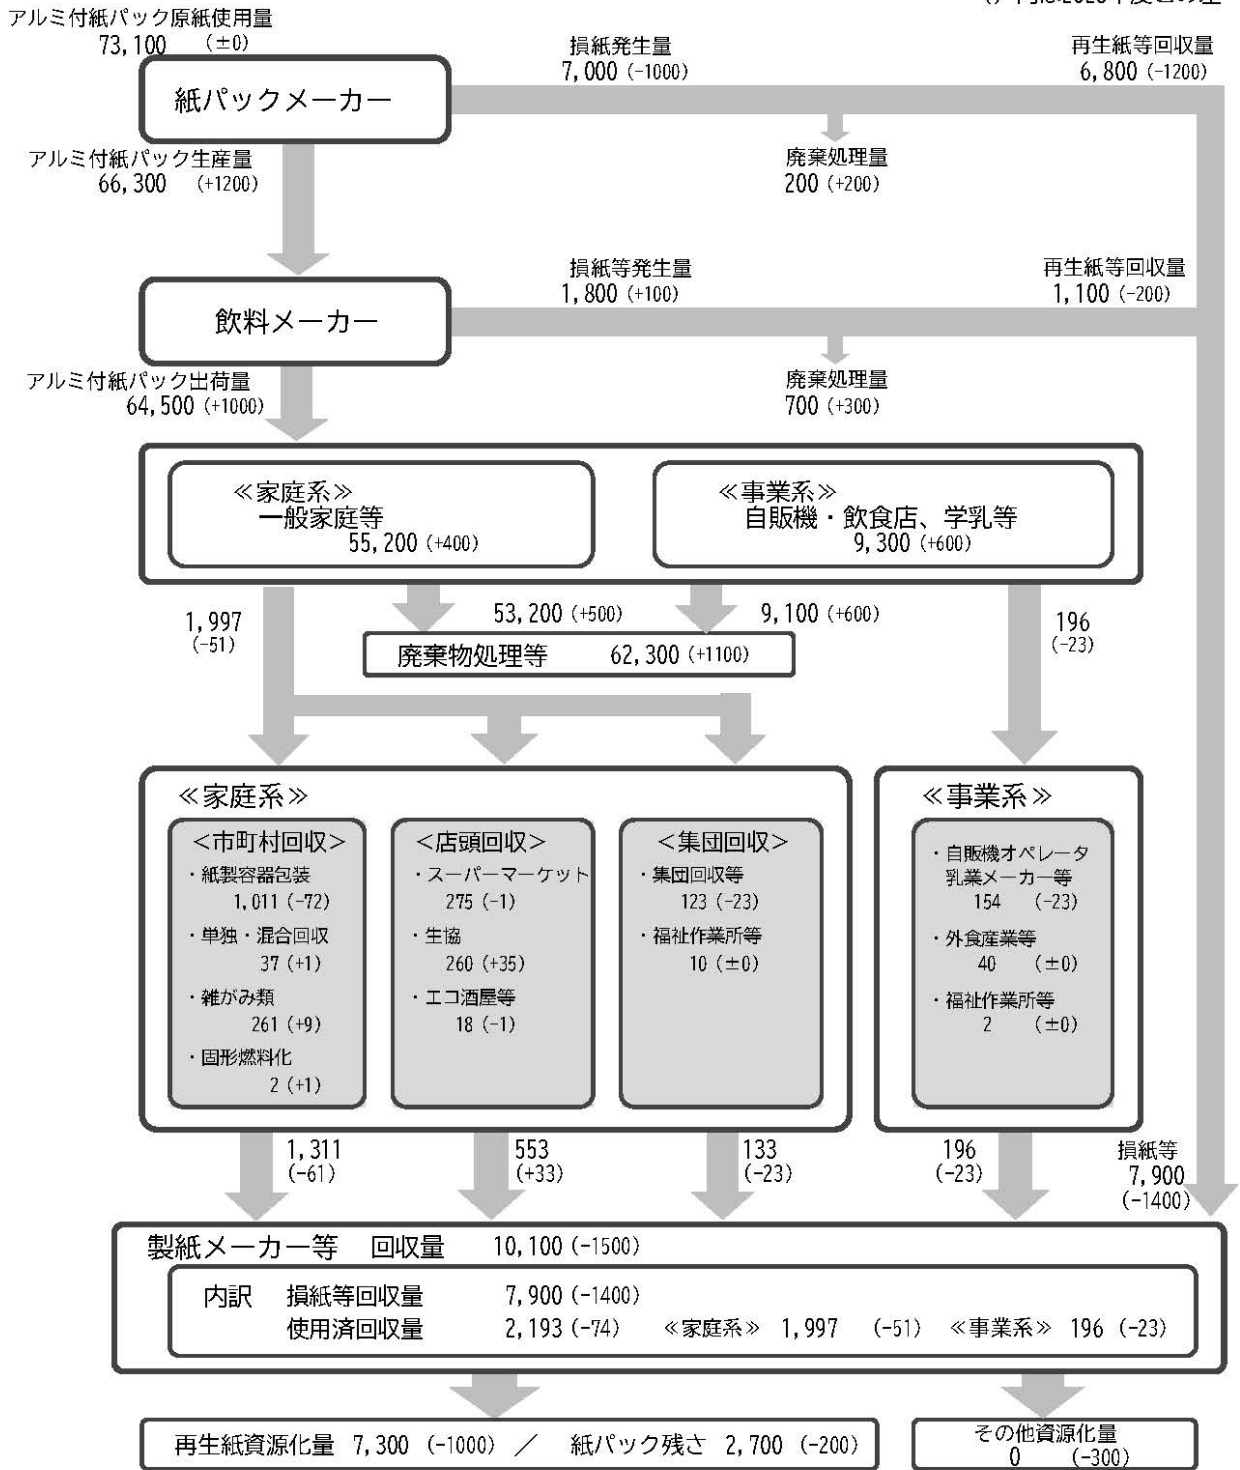 アルミ付紙パック原紙使用量
73,100 (±0)
損紙発生量
7,000 (-1000)
再生紙等回収量
6,800 (-1200)
紙パックメーカー
アルミ付紙パック生産量
66,300 (+1200)
廃棄処理量
200 (+200)
損紙等発生量
1,800 (+100)
再生紙等回収量
1,100 (-200)
飲料メーカー
アルミ付紙パック出荷量
64,500 (+1000)
廃棄処理量
700 (+300)
≪家庭系≫
一般家庭等
55,200 (+400)
≪事業系≫
自販機・飲食店、学乳等
9,300 (+600)
1,997
(-51)
53,200 (+500)
9,100 (+600)
196
(-23)
廃棄物処理等 62,300 (+1100)
≪家庭系≫
<市町村回収>
・紙製容器包装
1,011 (-72)
・単独・混合回収
37 (+1)
・雑がみ類
261 (+9)
・固形燃料化
2 (+1)
<店頭回収>
・スーパーマーケット
275 (-1)
・生協
260 (+35)
・エコ酒屋等
18 (-1)
<集団回収>
・集団回収等
123 (-23)
・福祉作業所等
10 (±0)
≪事業系≫
・自販機オペレータ
乳業メーカー等
154 (-23)
・外食産業等
40 (±0)
・福祉作業所等
2 (±0)
1,311
(-61)
553
(+33)
133
(-23)
196
(-23)
損紙等
7,900
(-1400)
製紙メーカー等 回収量 10,100 (-1500)
内訳 損紙等回収量 7,900 (-1400)
使用済回収量 2,193 (-74) ≪家庭系≫ 1,997 (-51) ≪事業系≫ 196 (-23)
再生紙資源化量 7,300 (-1000) / 紙パック残さ 2,700 (-200)
その他資源化量
0 (-300)